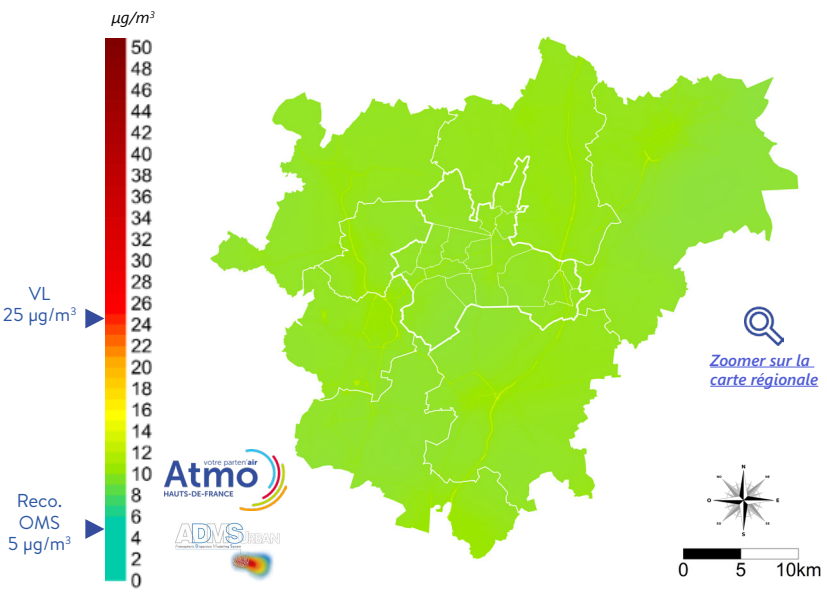 µg/m³
50
48
46
44
42
40
38
36
34
32
30
28
26
24
22
20
18
16
14
12
10
8
6
4
2
0
VL
25 µg/m³
Reco.
OMS
5 µg/m³
votre parten'air
Atmo
HAUTS-DE-FRANCE
ADMS URBAN
Zoomer sur la
carte régionale
N
O
E
S
0 5 10km